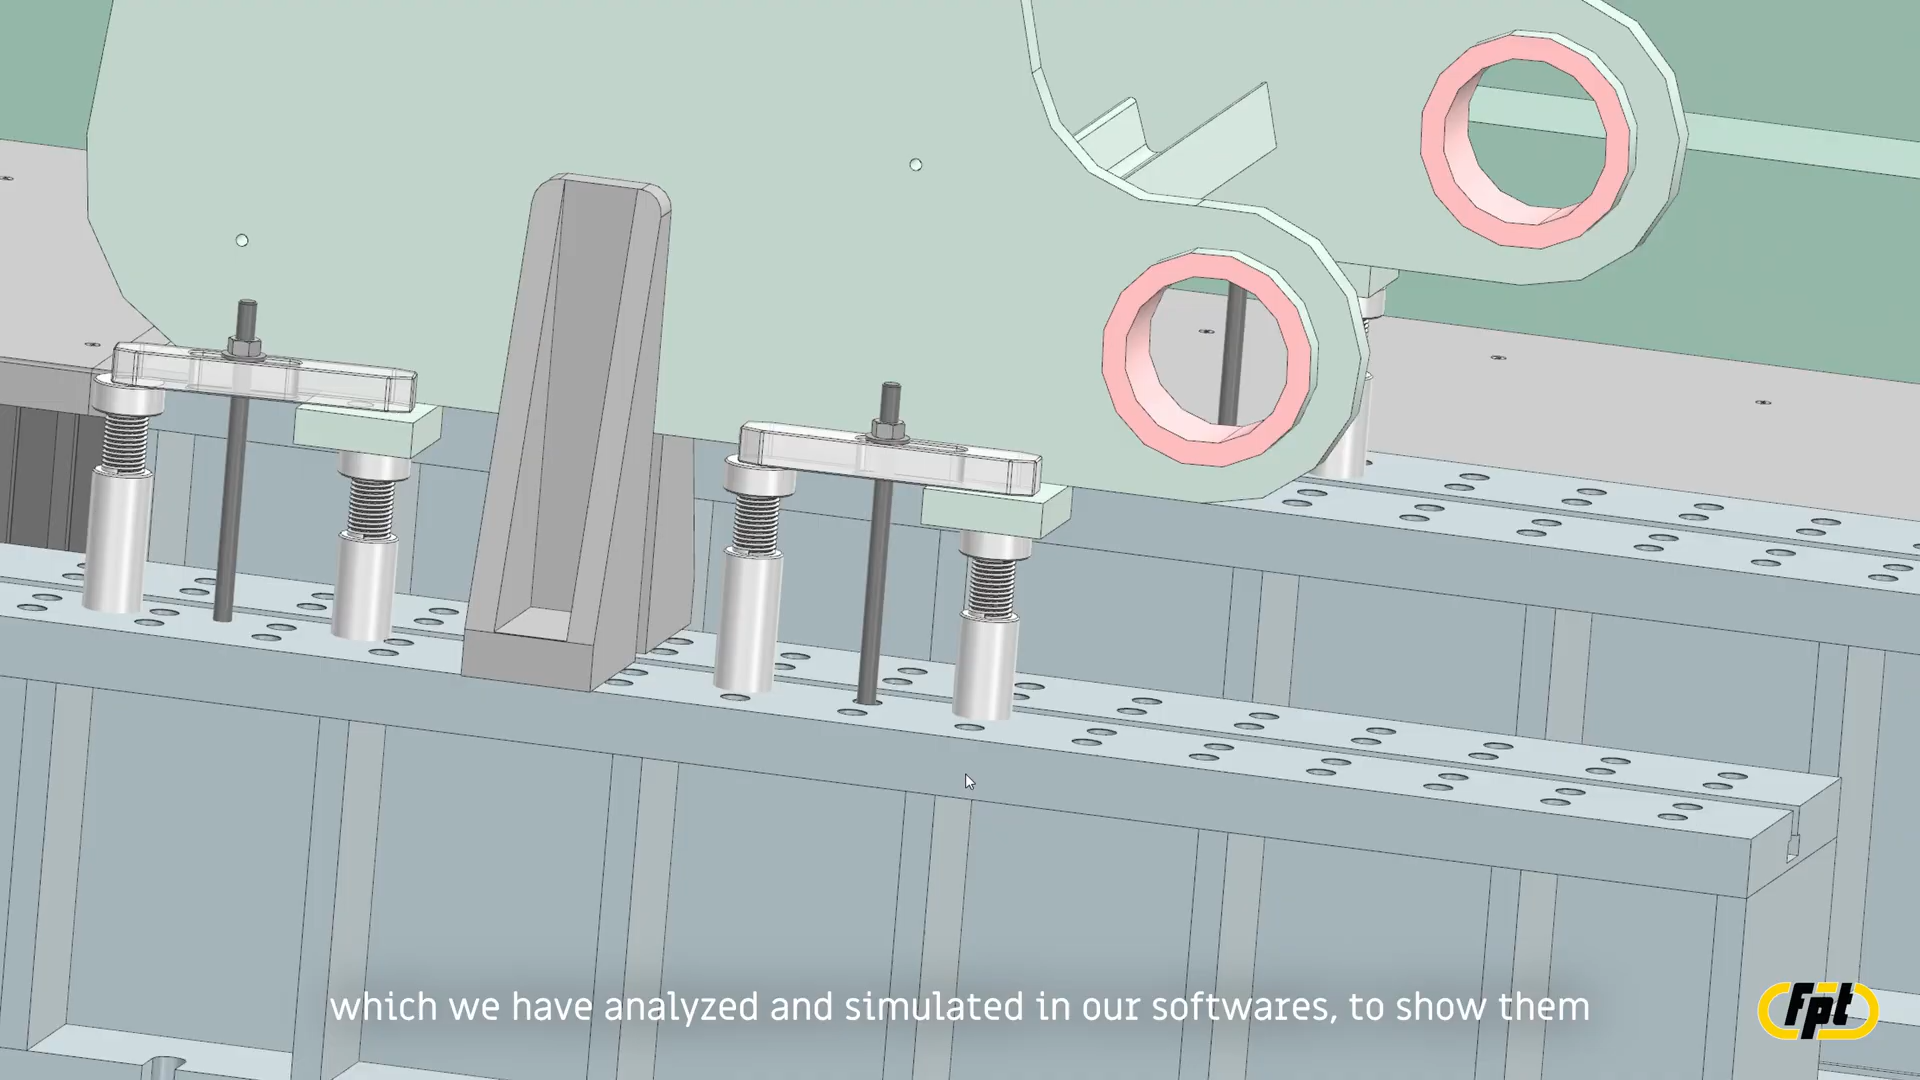 which we have analyzed and simulated in our softwares, to show them
fpt